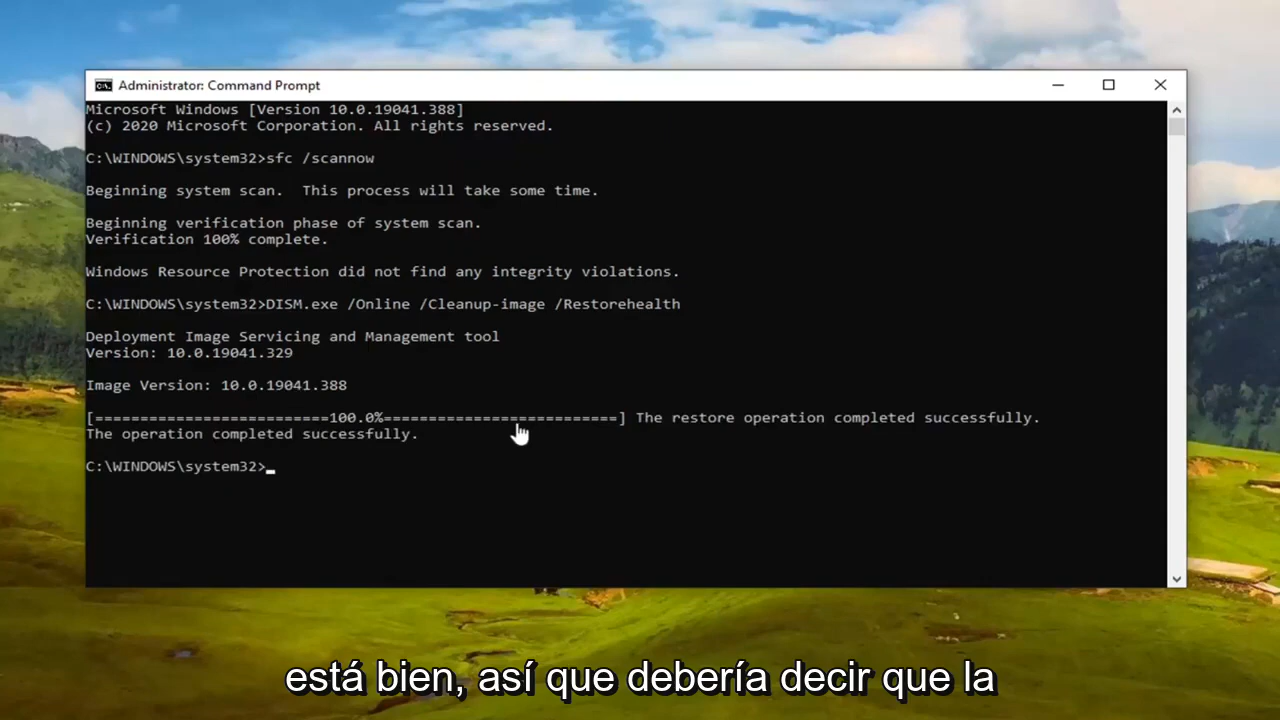 Administrator: Command Prompt
Microsoft Windows [Version 10.0.19041.388]
(c) 2020 Microsoft Corporation. All rights reserved.
C:\WINDOWS\system32>sfc /scannow
Beginning system scan.  This process will take some time.
Beginning verification phase of system scan.
Verification 100% complete.
Windows Resource Protection did not find any integrity violations.
C:\WINDOWS\system32>DISM.exe /Online /Cleanup-image /Restorehealth
Deployment Image Servicing and Management tool
Version: 10.0.19041.329
Image Version: 10.0.19041.388
[==========================100.0%==========================] The restore operation completed successfully.
The operation completed successfully.
C:\WINDOWS\system32>_
está bien, así que debería decir que la